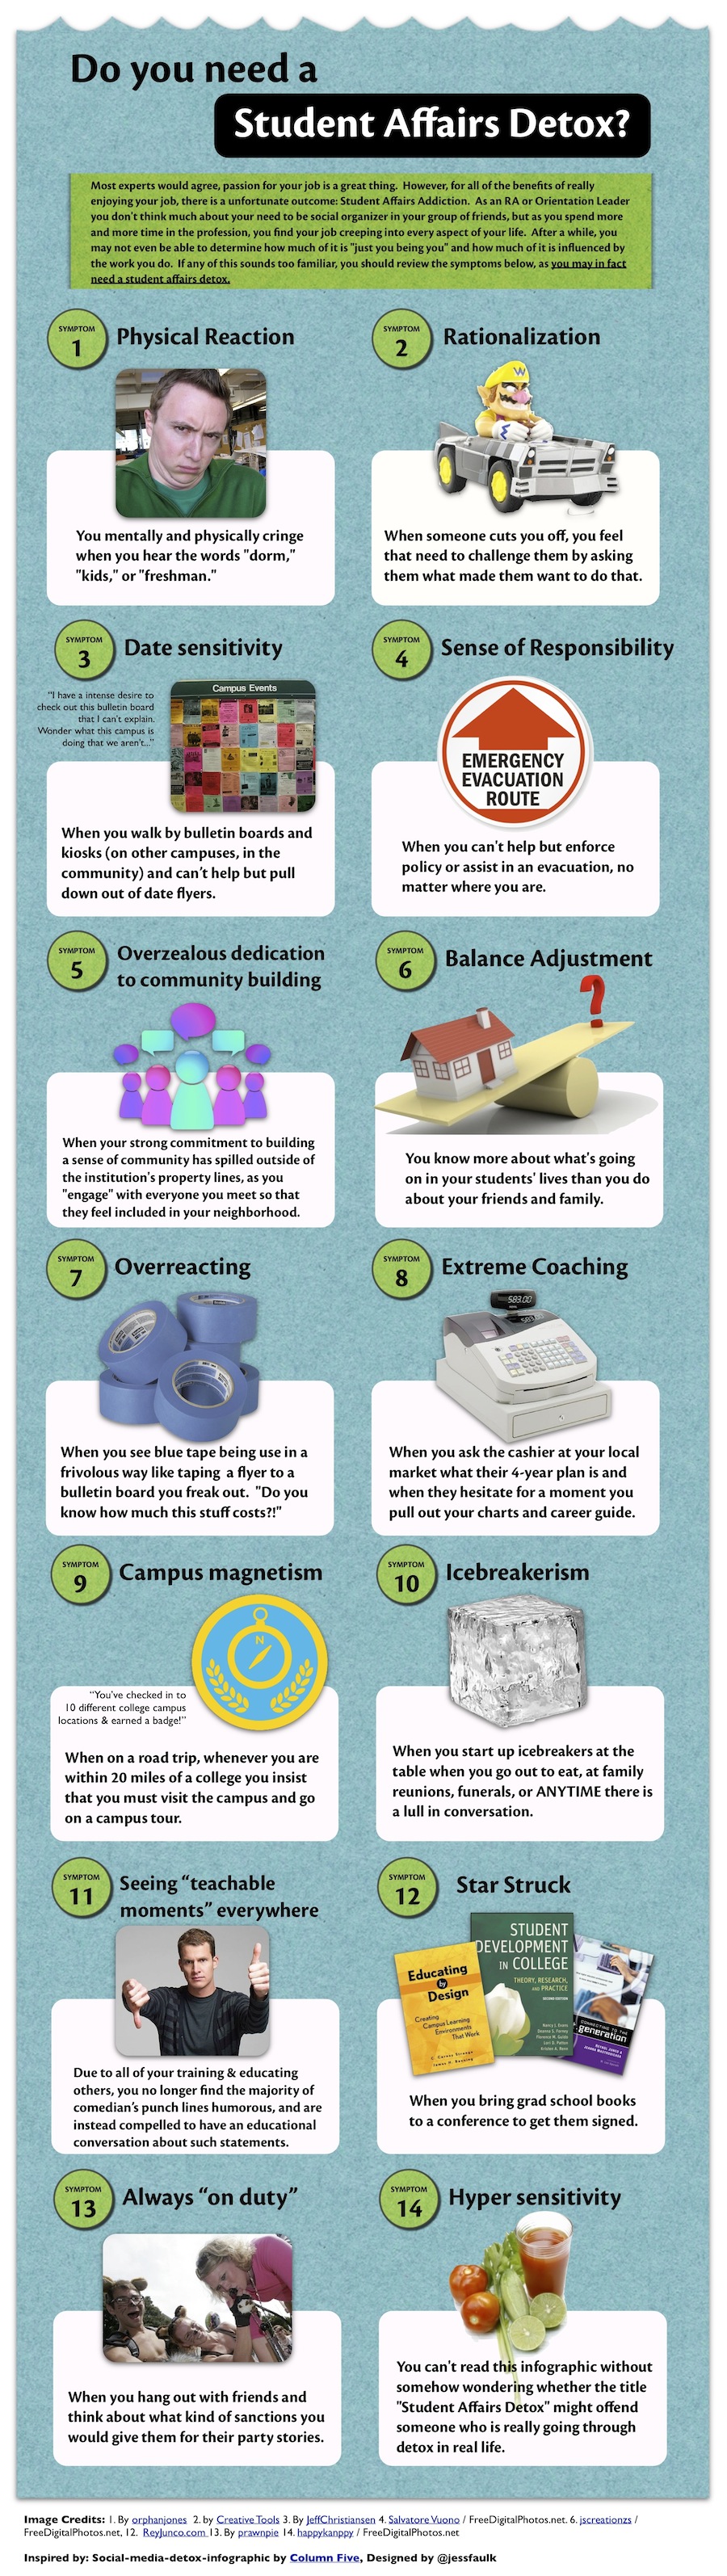 Do you need a
Student Affairs Detox?
Most experts would agree, passion for your job is a great thing. However, for all of the benefits of really
enjoying your job, there is a unfortunate outcome: Student Affairs Addiction. As an RA or Orientation Leader
you don't think much about your need to be social organizer in your group of friends, but as you spend more
and more time in the profession, you find your job creeping into every aspect of your life. After a while, you
may not even be able to determine how much of it is "just you being you" and how much of it is influenced by
the work you do. If any of this sounds too familiar, you should review the symptoms below, as you may in fact
need a student affairs detox.
SYMPTOM
1
Physical Reaction
You mentally and physically cringe
when you hear the words "dorm,"
"kids," or "freshman."
SYMPTOM
2
Rationalization
W
When someone cuts you off, you feel
that need to challenge them by asking
them what made them want to do that.
SYMPTOM
3
Date sensitivity
"I have a intense desire to
check out this bulletin board
that I can't explain.
Wonder what this campus is
doing that we aren't..."
Campus Events
When you walk by bulletin boards and
kiosks (on other campuses, in the
community) and can't help but pull
down out of date flyers.
SYMPTOM
4
Sense of Responsibility
EMERGENCY
EVACUATION
ROUTE
When you can't help but enforce
policy or assist in an evacuation, no
matter where you are.
SYMPTOM
5
Overzealous dedication
to community building
When your strong commitment to building
a sense of community has spilled outside of
the institution's property lines, as you
"engage" with everyone you meet so that
they feel included in your neighborhood.
SYMPTOM
6
Balance Adjustment
?
You know more about what's going
on in your students' lives than you do
about your friends and family.
SYMPTOM
7
Overreacting
When you see blue tape being use in a
frivolous way like taping a flyer to a
bulletin board you freak out. "Do you
know how much this stuff costs?!"
SYMPTOM
8
Extreme Coaching
583.00
When you ask the cashier at your local
market what their 4-year plan is and
when they hesitate for a moment you
pull out your charts and career guide.
SYMPTOM
9
Campus magnetism
N
"You've checked in to
10 different college campus
locations & earned a badge!"
When on a road trip, whenever you are
within 20 miles of a college you insist
that you must visit the campus and go
on a campus tour.
SYMPTOM
10
Icebreakerism
When you start up icebreakers at the
table when you go out to eat, at family
reunions, funerals, or ANYTIME there is
a lull in conversation.
SYMPTOM
11
Seeing "teachable
moments" everywhere
Due to all of your training & educating
others, you no longer find the majority of
comedian's punch lines humorous, and are
instead compelled to have an educational
conversation about such statements.
SYMPTOM
12
Star Struck
Educating
by
Design
Creating
Campus Learning
Environments
That Work
STUDENT
DEVELOPMENT
IN COLLEGE
THEORY, RESEARCH,
AND PRACTICE
SECOND EDITION
CONNECTING TO THE
generation
When you bring grad school books
to a conference to get them signed.
SYMPTOM
13
Always "on duty"
When you hang out with friends and
think about what kind of sanctions you
would give them for their party stories.
SYMPTOM
14
Hyper sensitivity
You can't read this infographic without
somehow wondering whether the title
"Student Affairs Detox" might offend
someone who is really going through
detox in real life.
Image Credits: 1. By orphanjones 2. by Creative Tools 3. By JeffChristiansen 4. Salvatore Vuono / FreeDigitalPhotos.net. 6. jscreationzs /
FreeDigitalPhotos.net, 12. ReyJunco.com 13. By prawnpie 14. happykanppy / FreeDigitalPhotos.net
Inspired by: Social-media-detox-infographic by Column Five, Designed by @jessfaulk